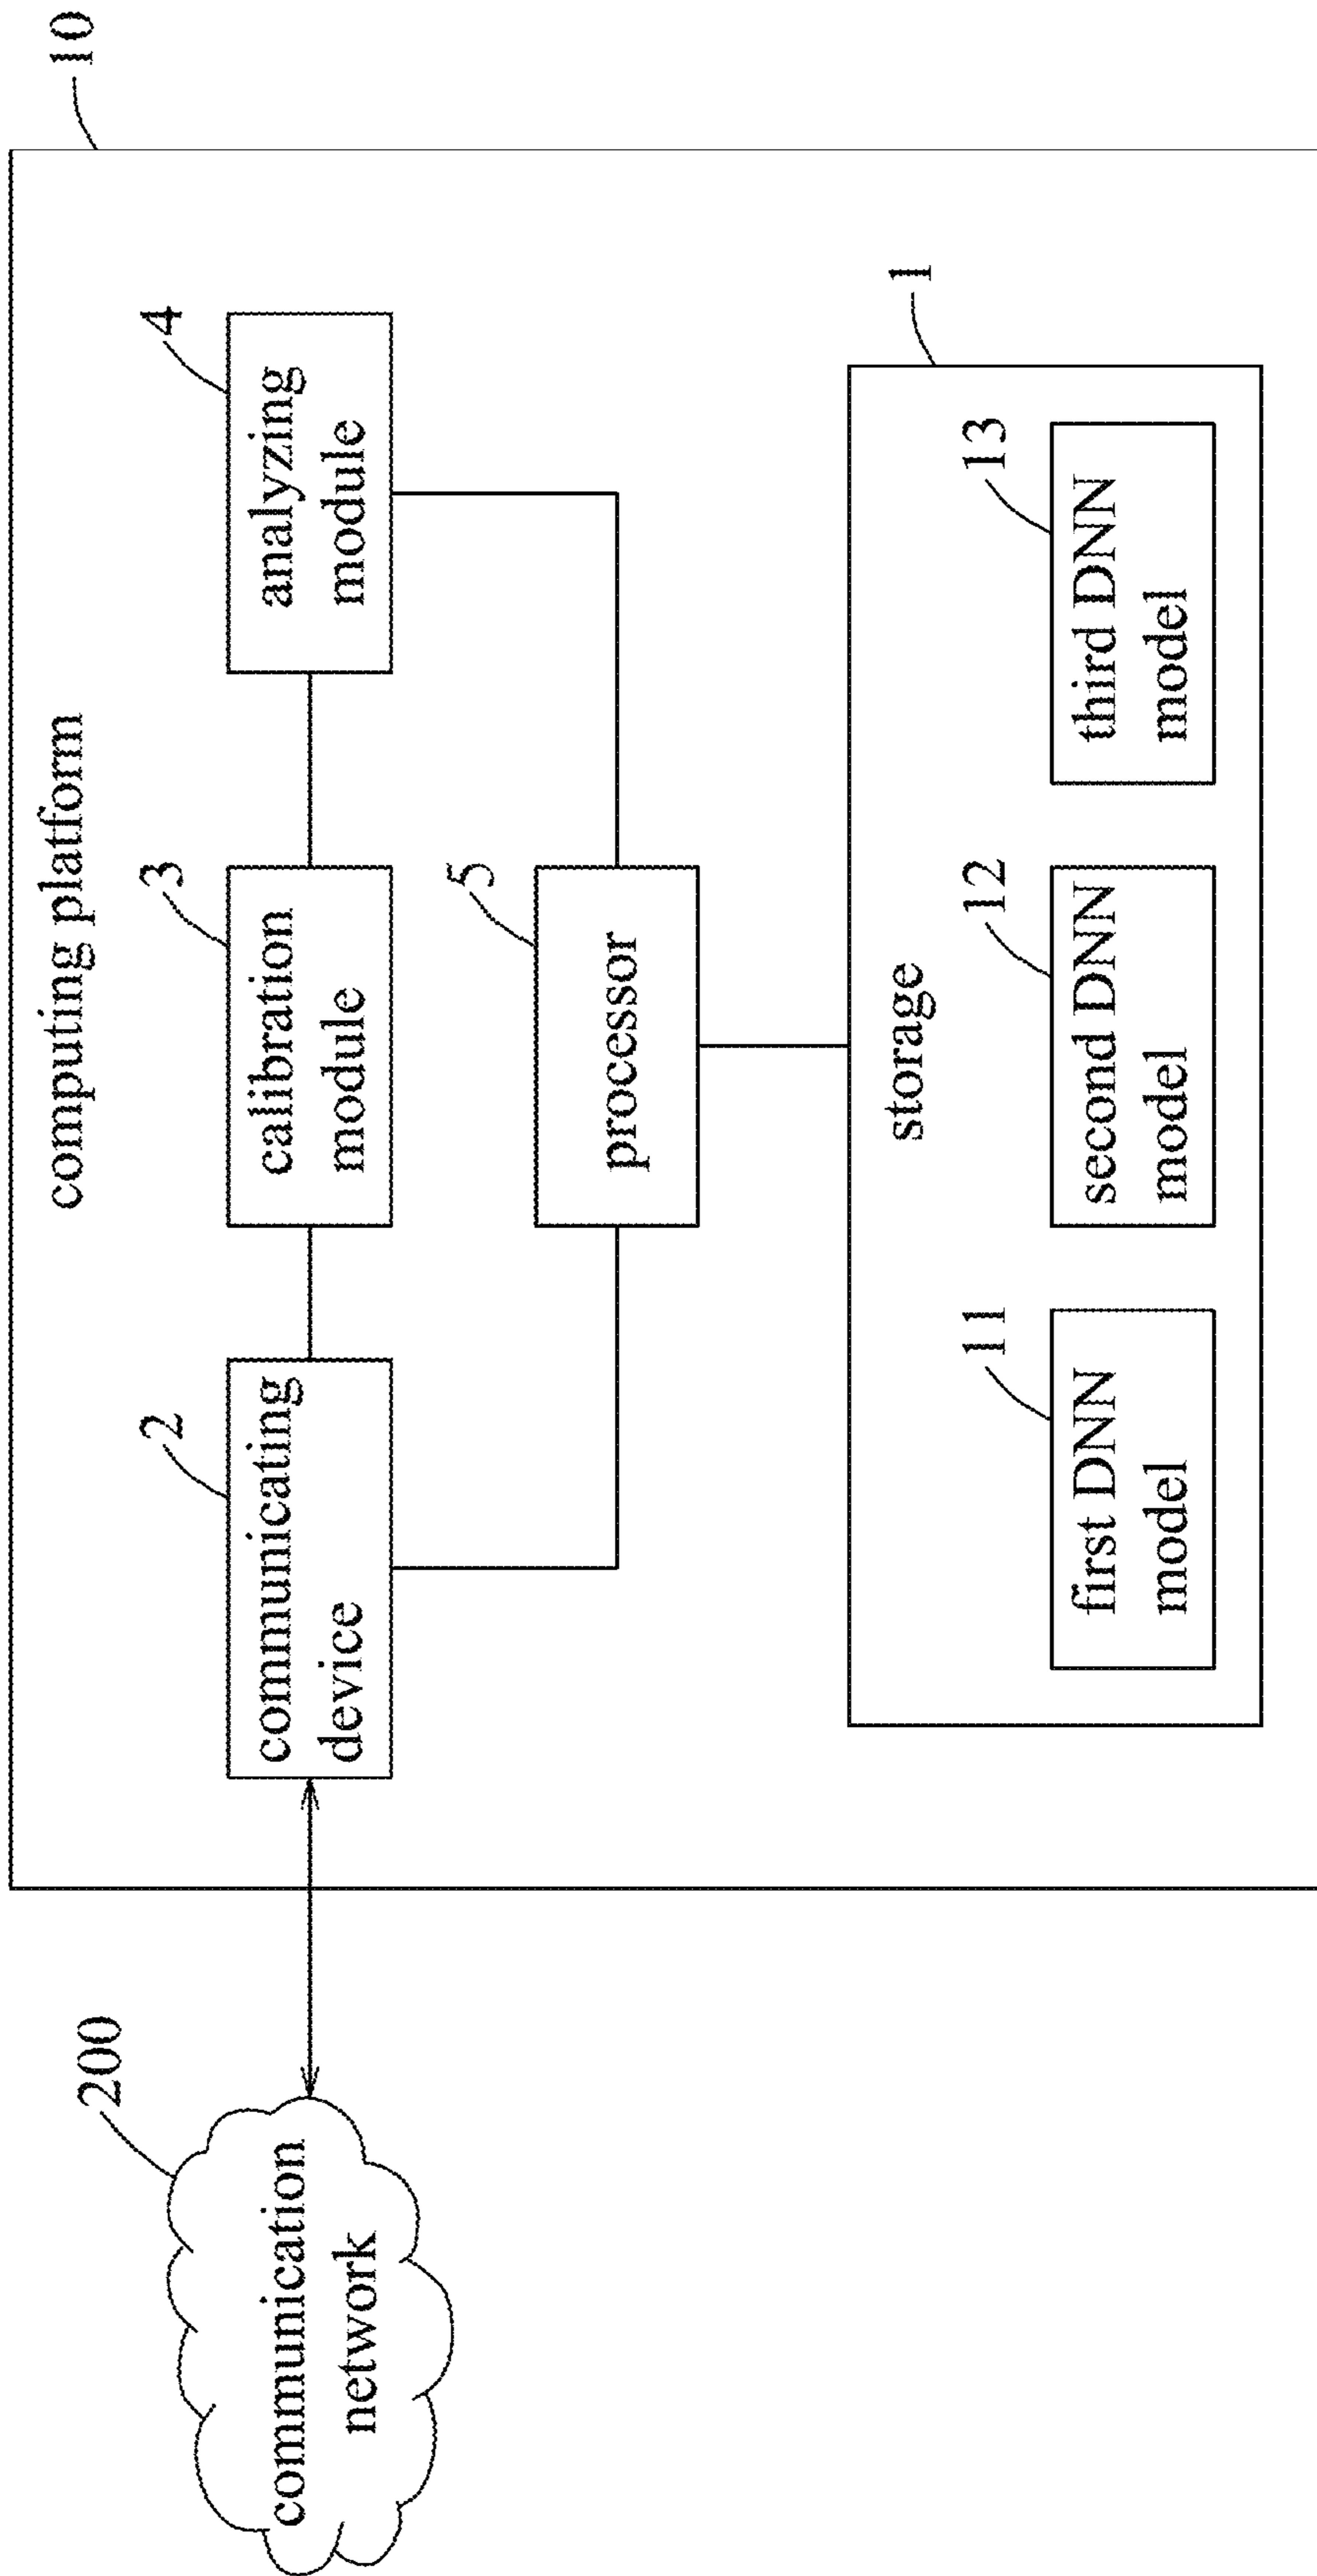 10
computing platform
200
communication
network
2
communicating
device
3
calibration
module
4
analyzing
module
5
processor
1
storage
11
first DNN
model
12
second DNN
model
13
third DNN
model